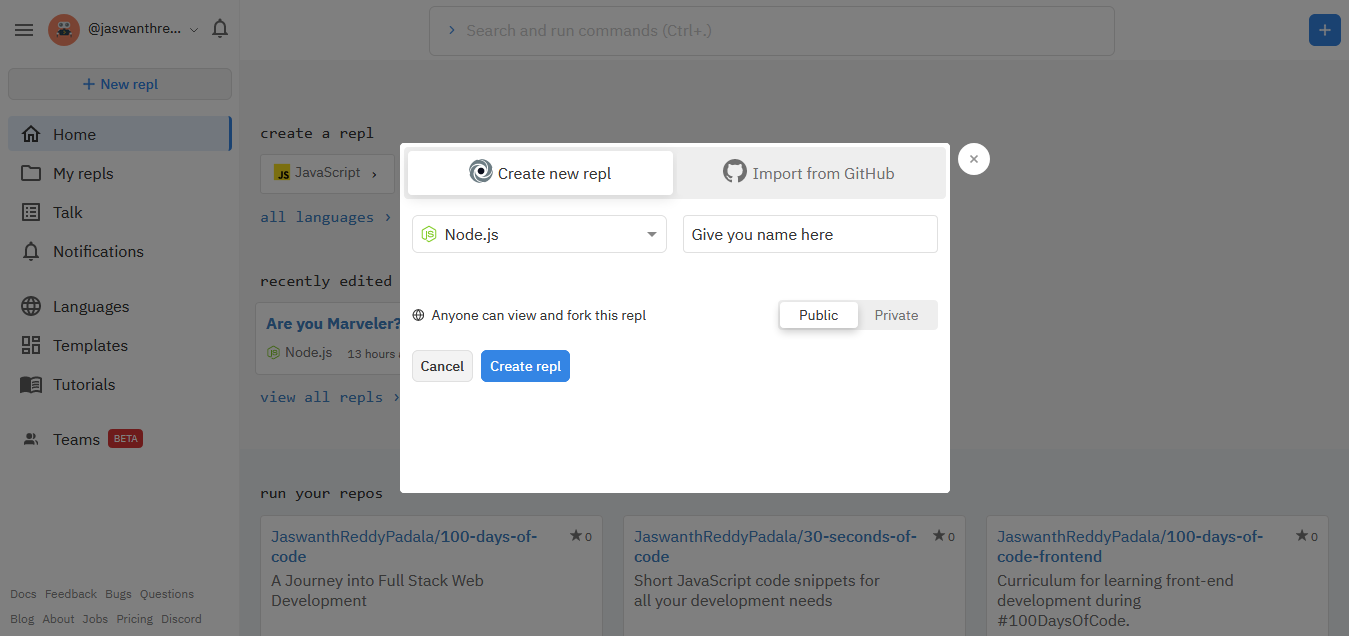 @jaswanthre...
Search and run commands (Ctrl+.)
+ New repl
Home
My repls
Talk
Notifications
Languages
Templates
Tutorials
Teams BETA
Docs Feedback Bugs Questions
Blog About Jobs Pricing Discord
create a repl
JS JavaScript ›
all languages ›
recently edited
Are you Marveler?
Node.js 13 hours
view all repls ›
Create new repl
Import from GitHub
Node.js
Give you name here
Anyone can view and fork this repl
Public Private
Cancel
Create repl
run your repos
JaswanthReddyPadala/100-days-of-
code
★ 0
A Journey into Full Stack Web
Development
JaswanthReddyPadala/30-seconds-of-
code
★ 0
Short JavaScript code snippets for
all your development needs
JaswanthReddyPadala/100-days-of-
code-frontend
★ 0
Curriculum for learning front-end
development during
#100DaysOfCode.